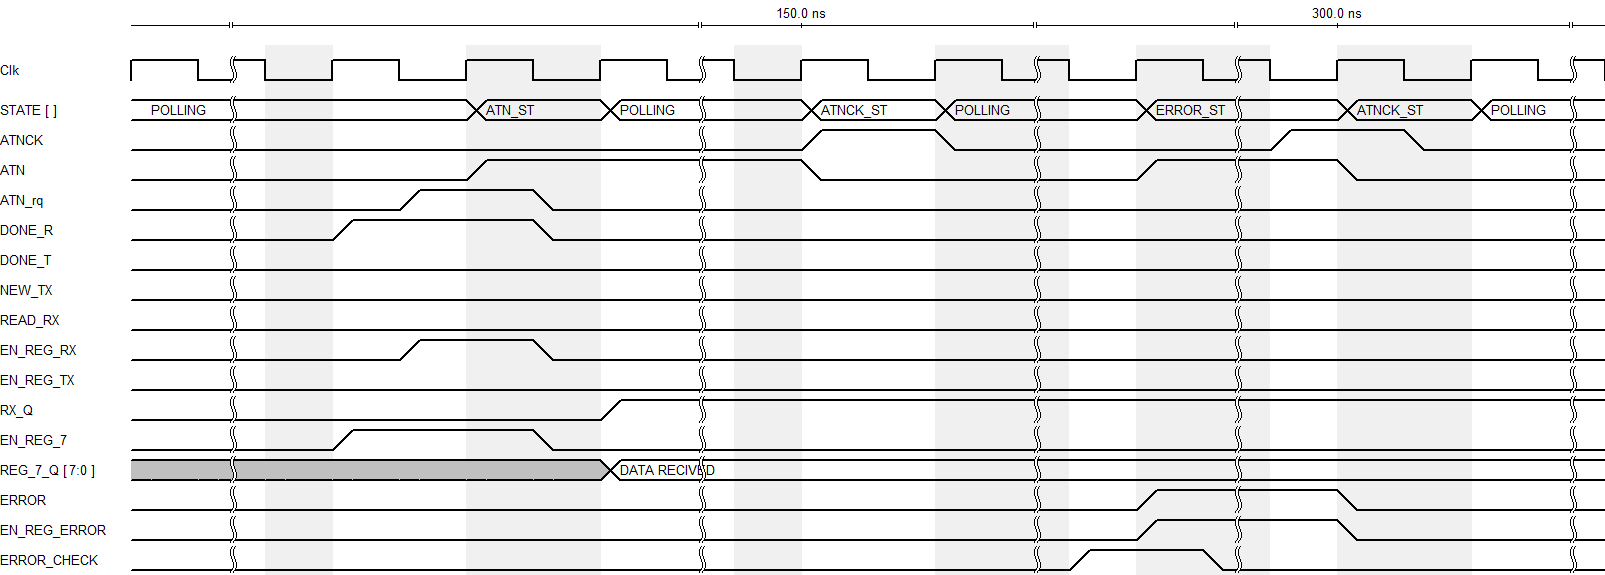 150.0 ns 300.0 ns
Clk
STATE [ ] POLLING ATN_ST POLLING ATNCK_ST POLLING ERROR_ST ATNCK_ST POLLING
ATNCK
ATN
ATN_rq
DONE_R
DONE_T
NEW_TX
READ_RX
EN_REG_RX
EN_REG_TX
RX_Q
EN_REG_7
REG_7_Q [ 7:0 ] DATA RECIVED
ERROR
EN_REG_ERROR
ERROR_CHECK